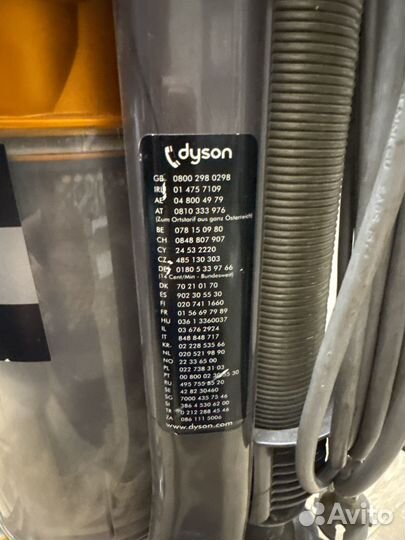 dyson
GB 0800 298 0298
IRL 01 475 7109
AE 04 800 49 79
AT 0810 333 976
(Zum Ortstarif aus ganz Österreich)
BE 078 15 09 80
CH 0848 807 907
CY 24 53 2220
CZ 485 130 303
DE 0180 5 33 97 66
(14 Cent/Min - Bundesweit)
DK 70 21 01 70
ES 902 30 55 30
FI 020 741 1660
FR 01 56 69 79 89
HU 036 1 3360037
IL 03 676 2924
IT 848 848 717
KR 02 228 535 66
NL 020 521 98 90
NO 22 33 65 00
PL 022 738 31 03
PT 00 800 02 30 55 30
RU 495 755 85 20
SE 42 82 30460
SG 7000 435 75 46
SI 386 4 530 62 00
TR 0 212 288 45 46
ZA 086 111 5006
www.dyson.com
Avito